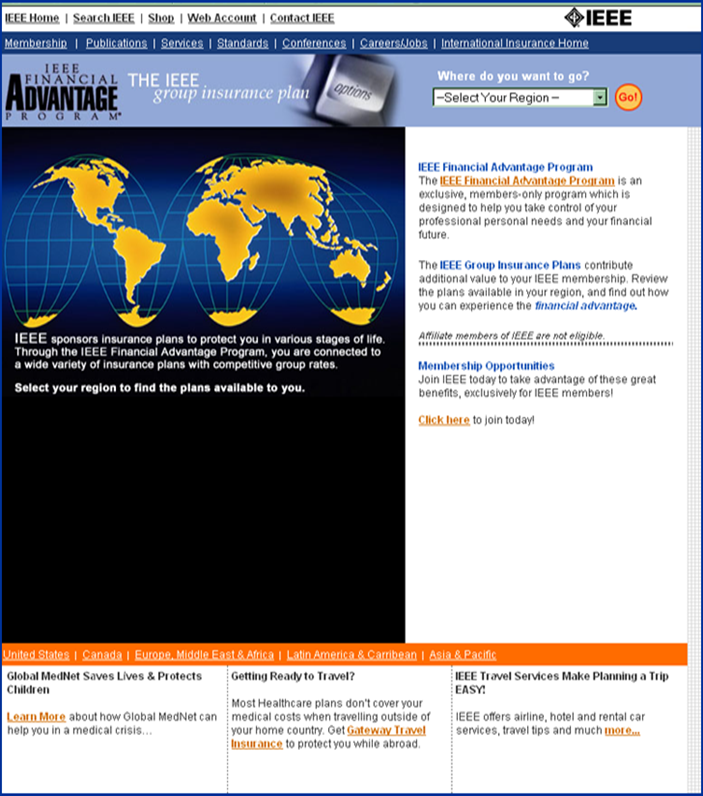 IEEE Home | Search IEEE | Shop | Web Account | Contact IEEE
IEEE
Membership | Publications | Services | Standards | Conferences | Careers/Jobs | International Insurance Home
IEEE
FINANCIAL
ADVANTAGE
PROGRAM
THE IEEE
group insurance plan
options
Where do you want to go?
--Select Your Region --
Go!
IEEE Financial Advantage Program
The IEEE Financial Advantage Program is an
exclusive, members-only program which is
designed to help you take control of your
professional personal needs and your financial
future.
The IEEE Group Insurance Plans contribute
additional value to your IEEE membership. Review
the plans available in your region, and find out how
you can experience the financial advantage.
Affiliate members of IEEE are not eligible.
Membership Opportunities
Join IEEE today to take advantage of these great
benefits, exclusively for IEEE members!
Click here to join today!
IEEE sponsors insurance plans to protect you in various stages of life.
Through the IEEE Financial Advantage Program, you are connected to
a wide variety of insurance plans with competitive group rates.
Select your region to find the plans available to you.
United States | Canada | Europe, Middle East & Africa | Latin America & Carribean | Asia & Pacific
Global MedNet Saves Lives & Protects
Children
Learn More about how Global MedNet can
help you in a medical crisis...
Getting Ready to Travel?
Most Healthcare plans don't cover your
medical costs when travelling outside of
your home country. Get Gateway Travel
Insurance to protect you while abroad.
IEEE Travel Services Make Planning a Trip
EASY!
IEEE offers airline, hotel and rental car
services, travel tips and much more...